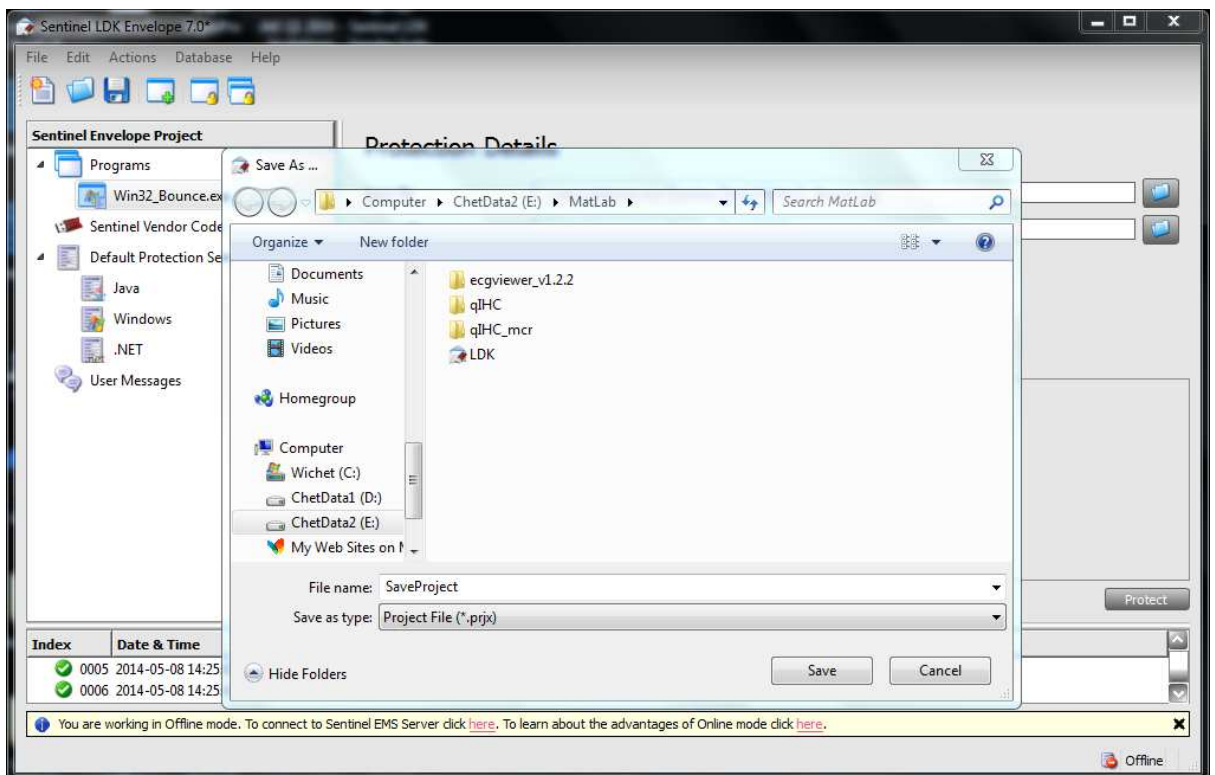 Sentinel LDK Envelope 7.0*
File Edit Actions Database Help
Sentinel Envelope Project
Protection Details
Programs
Win32_Bounce.ex
Sentinel Vendor Code
Default Protection Se
Java
Windows
.NET
User Messages
Save As ...
Computer ChetData2 (E:) MatLab
Search MatLab
Organize New folder
Documents
Music
Pictures
Videos
Homegroup
Computer
Wichet (C:)
ChetData1 (D:)
ChetData2 (E:)
My Web Sites on
ecgviewer_v1.2.2
qIHC
qIHC_mcr
LDK
File name: SaveProject
Save as type: Project File (*.prjx)
Hide Folders
Save Cancel
Protect
Index Date & Time
0005 2014-05-08 14:25
0006 2014-05-08 14:25
You are working in Offline mode. To connect to Sentinel EMS Server click here. To learn about the advantages of Online mode click here.
Offline